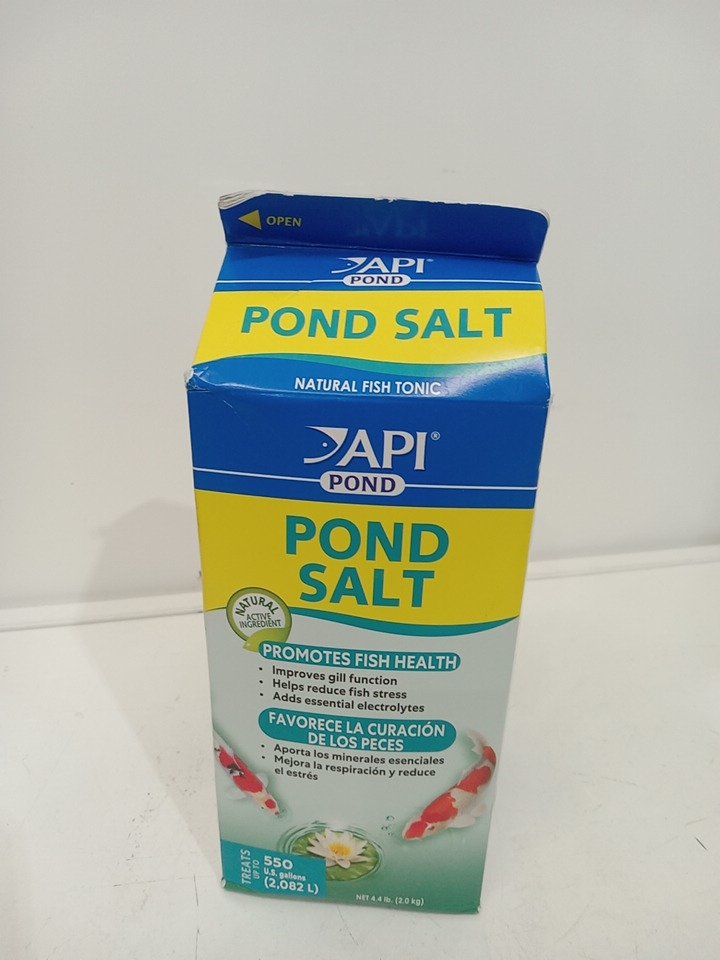 OPEN
API
POND
POND SALT
NATURAL FISH TONIC
API®
POND
POND
SALT
NATURAL
ACTIVE
INGREDIENT
PROMOTES FISH HEALTH
• Improves gill function
• Helps reduce fish stress
• Adds essential electrolytes
FAVORECE LA CURACIÓN
DE LOS PECES
• Aporta los minerales esenciales
• Mejora la respiración y reduce
el estrés
TREATS
UP TO
550
U.S. gallons
(2,082 L)
NET 4.4 lb. (2.0 kg)